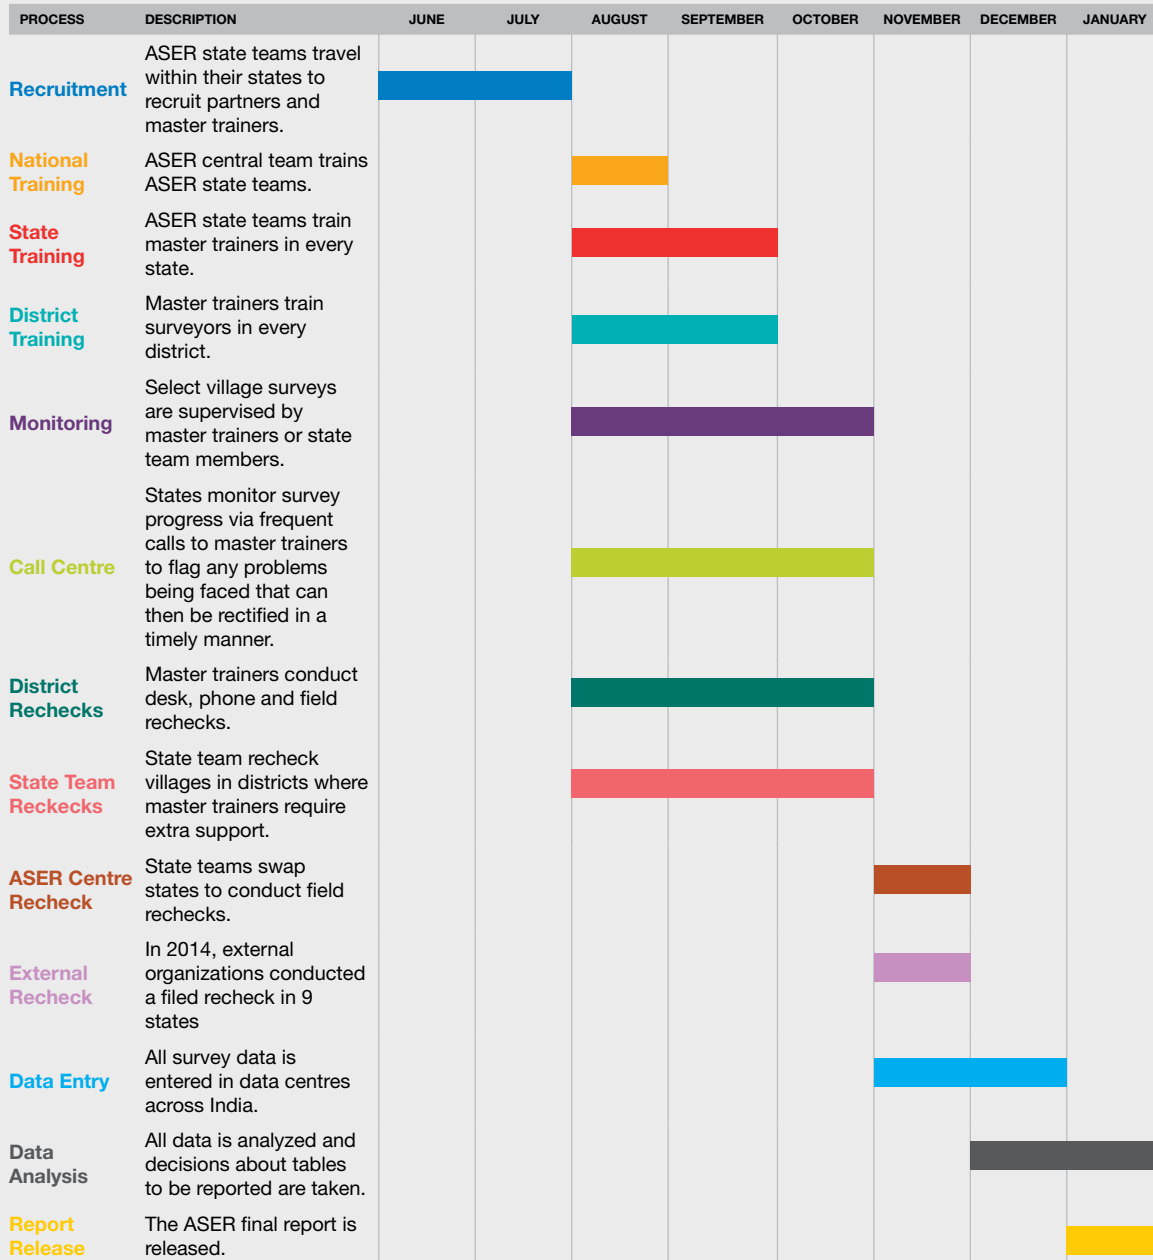 PROCESS DESCRIPTION JUNE JULY AUGUST SEPTEMBER OCTOBER NOVEMBER DECEMBER JANUARY
Recruitment
ASER state teams travel
within their states to
recruit partners and
master trainers.
National
Training
ASER central team trains
ASER state teams.
State
Training
ASER state teams train
master trainers in every
state.
District
Training
Master trainers train
surveyors in every
district.
Monitoring
Select village surveys
are supervised by
master trainers or state
team members.
Call Centre
States monitor survey
progress via frequent
calls to master trainers
to flag any problems
being faced that can
then be rectified in a
timely manner.
District
Rechecks
Master trainers conduct
desk, phone and field
rechecks.
State Team
Reckecks
State team recheck
villages in districts where
master trainers require
extra support.
ASER Centre
Recheck
State teams swap
states to conduct field
rechecks.
External
Recheck
In 2014, external
organizations conducted
a filed recheck in 9
states
Data Entry
All survey data is
entered in data centres
across India.
Data
Analysis
All data is analyzed and
decisions about tables
to be reported are taken.
Report
Release
The ASER final report is
released.